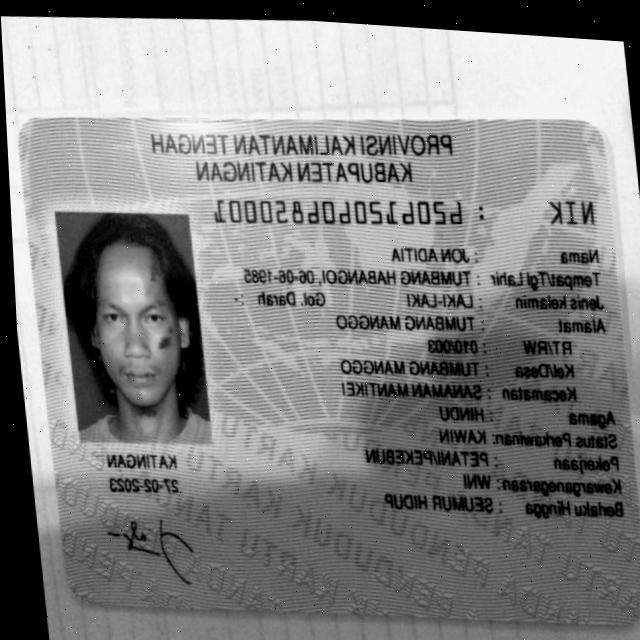 PROVINSI KALIMANTAN TENGAH
KABUPATEN KATINGAN
NIK : 6206120606850001
Nama : JON ADITIA
Tempat/Tgl Lahir : TUMBANG HABANGOI, 06-06-1985
Jenis kelamin : LAKI-LAKI Gol. Darah : -
Alamat : TUMBANG MANGGO
RT/RW : 010/003
Kel/Desa : TUMBANG MANGGO
Kecamatan : SANAMAN MANTIKEI
Agama : HINDU
Status Perkawinan: KAWIN
Pekerjaan : PETANI/PEKEBUN
Kewarganegaraan: WNI
Berlaku Hingga : SEUMUR HIDUP
KATINGAN
27-02-2023